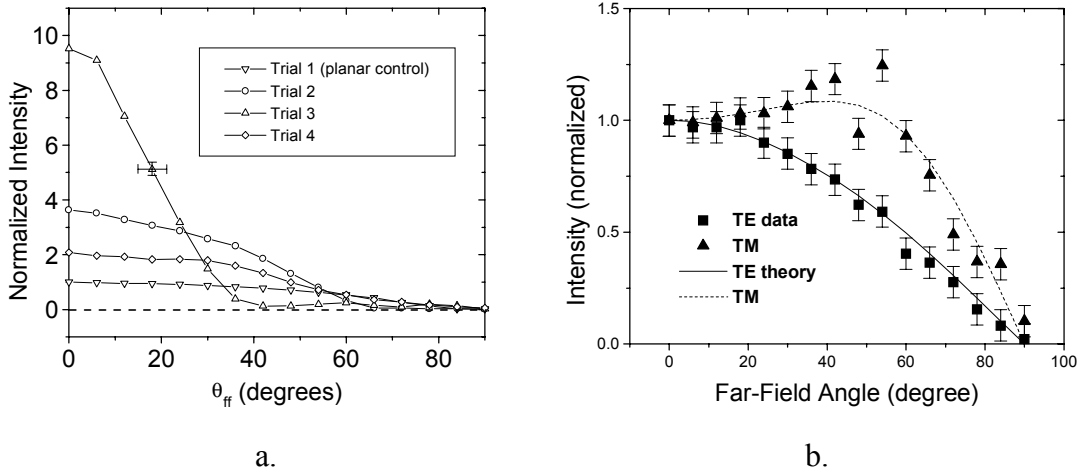 10
8
6
4
2
0
Normalized Intensity
Trial 1 (planar control)
Trial 2
Trial 3
Trial 4
0 20 40 60 80
θff (degrees)
a.
1.5
1.0
0.5
0.0
Intensity (normalized)
TE data
TM
TE theory
TM
0 20 40 60 80 100
Far-Field Angle (degree)
b.